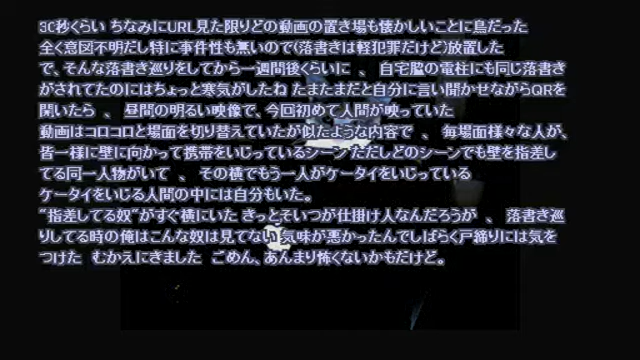 30秒くらい ちなみにURL見た限りどの動画の置き場も懐かしいことに鳥だった
全く意図不明だし特に事件性も無いので(落書きは軽犯罪だけど)放置した
で、そんな落書き巡りをしてから一週間後くらいに 、 自宅脇の電柱にも同じ落書き
がされてたのにはちょっと寒気がしたね たまたまだと自分に言い聞かせながらQRを
開いたら 、 昼間の明るい映像で、今回初めて人間が映っていた
動画はコロコロと場面を切り替えていたが似たような内容で 、 毎場面様々な人が、
皆一様に壁に向かって携帯をいじっているシーン ただしどのシーンでも壁を指差し
てる同一人物がいて 、 その横でもう一人がケータイをいじっている
ケータイをいじる人間の中には自分もいた。
“指差してる奴”がすぐ横にいた きっとそいつが仕掛け人なんだろうが 、 落書き巡
りしてる時の俺はこんな奴は見てない 気味が悪かったんでしばらく戸締りには気を
つけた むかえにきました ごめん、あんまり怖くないかもだけど。